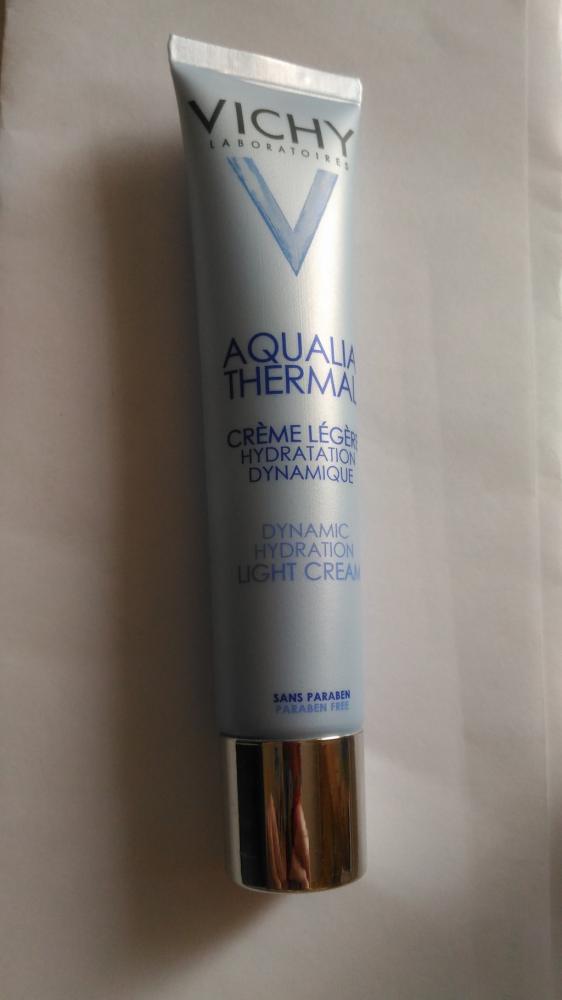 VICHY
LABORATOIRES
AQUALIA
THERMAL
CRÈME LÉGÈRE
HYDRATATION
DYNAMIQUE
DYNAMIC
HYDRATION
LIGHT CREAM
SANS PARABEN
PARABEN FREE